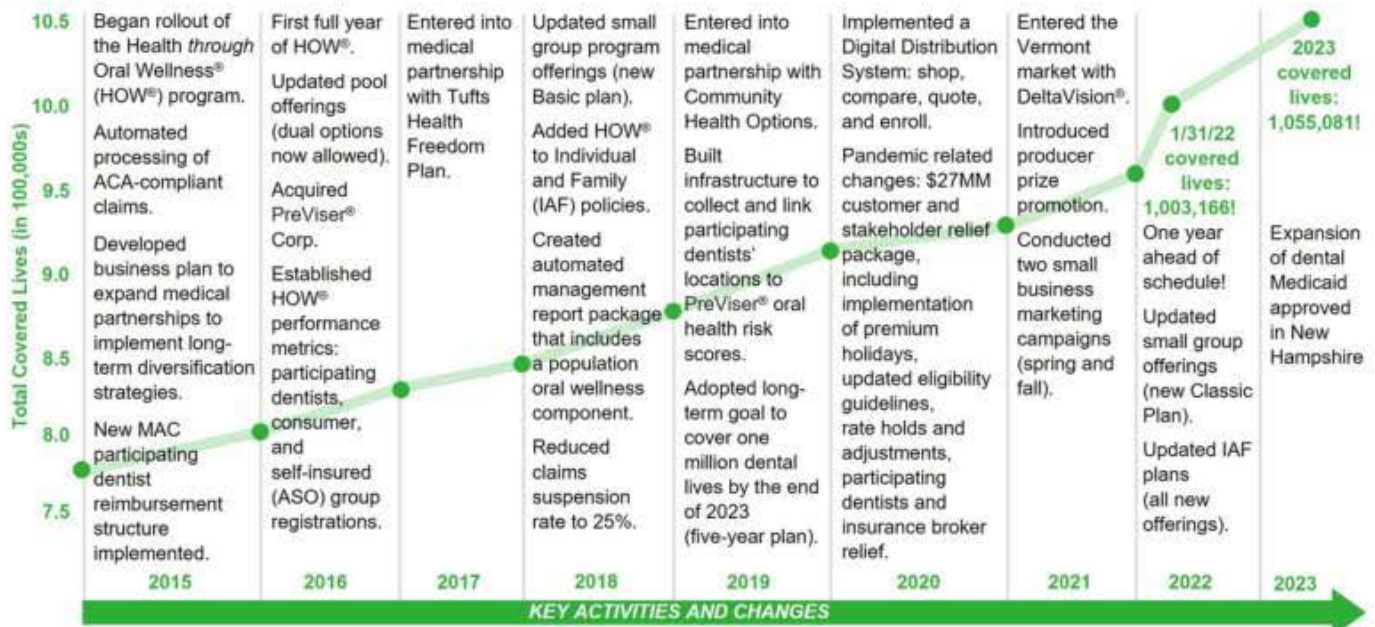 Total Covered Lives (in 100,000s)
10.5
10.0
9.5
9.0
8.5
8.0
7.5
Began rollout of
the Health through
Oral Wellness®
(HOW®) program.
Automated
processing of
ACA-compliant
claims.
Developed
business plan to
expand medical
partnerships to
implement long-
term diversification
strategies.
New MAC
participating
dentist
reimbursement
structure
implemented.
2015
First full year
of HOW®.
Updated pool
offerings
(dual options
now allowed).
Acquired
PreViser®
Corp.
Established
HOW®
performance
metrics:
participating
dentists,
consumer,
and
self-insured
(ASO) group
registrations.
2016
Entered into
medical
partnership
with Tufts
Health
Freedom
Plan.
2017
Updated small
group program
offerings (new
Basic plan).
Added HOW®
to Individual
and Family
(IAF) policies.
Created
automated
management
report package
that includes
a population
oral wellness
component.
Reduced
claims
suspension
rate to 25%.
2018
Entered into
medical
partnership with
Community
Health Options.
Built
infrastructure to
collect and link
participating
dentists'
locations to
PreViser® oral
health risk
scores.
Adopted long-
term goal to
cover one
million dental
lives by the end
of 2023
(five-year plan).
2019
Implemented a
Digital Distribution
System: shop,
compare, quote,
and enroll.
Pandemic related
changes: $27MM
customer and
stakeholder relief
package,
including
implementation
of premium
holidays,
updated eligibility
guidelines,
rate holds and
adjustments,
participating
dentists and
insurance broker
relief.
2020
Entered the
Vermont
market with
DeltaVision®.
Introduced
producer
prize
promotion.
Conducted
two small
business
marketing
campaigns
(spring and
fall).
2021
1/31/22
covered
lives:
1,003,166!
One year
ahead of
schedule!
Updated
small group
offerings
(new Classic
Plan).
Updated IAF
plans
(all new
offerings).
2022
2023
covered
lives:
1,055,081!
Expansion
of dental
Medicaid
approved
in New
Hampshire
2023
KEY ACTIVITIES AND CHANGES